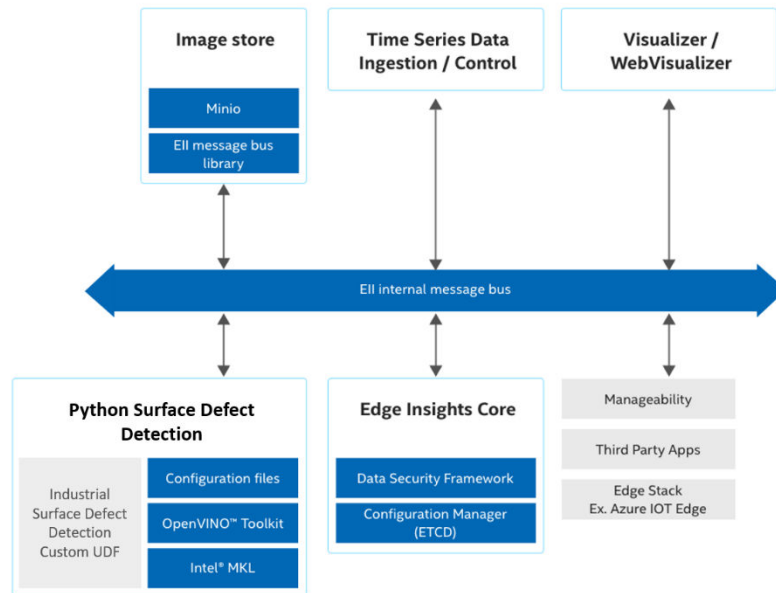 Image store
Minio
EII message bus
library
Time Series Data
Ingestion / Control
Visualizer /
WebVisualizer
EII internal message bus
Python Surface Defect
Detection
Industrial
Surface Defect
Detection
Custom UDF
Configuration files
OpenVINO™ Toolkit
Intel® MKL
Edge Insights Core
Data Security Framework
Configuration Manager
(ETCD)
Manageability
Third Party Apps
Edge Stack
Ex. Azure IOT Edge